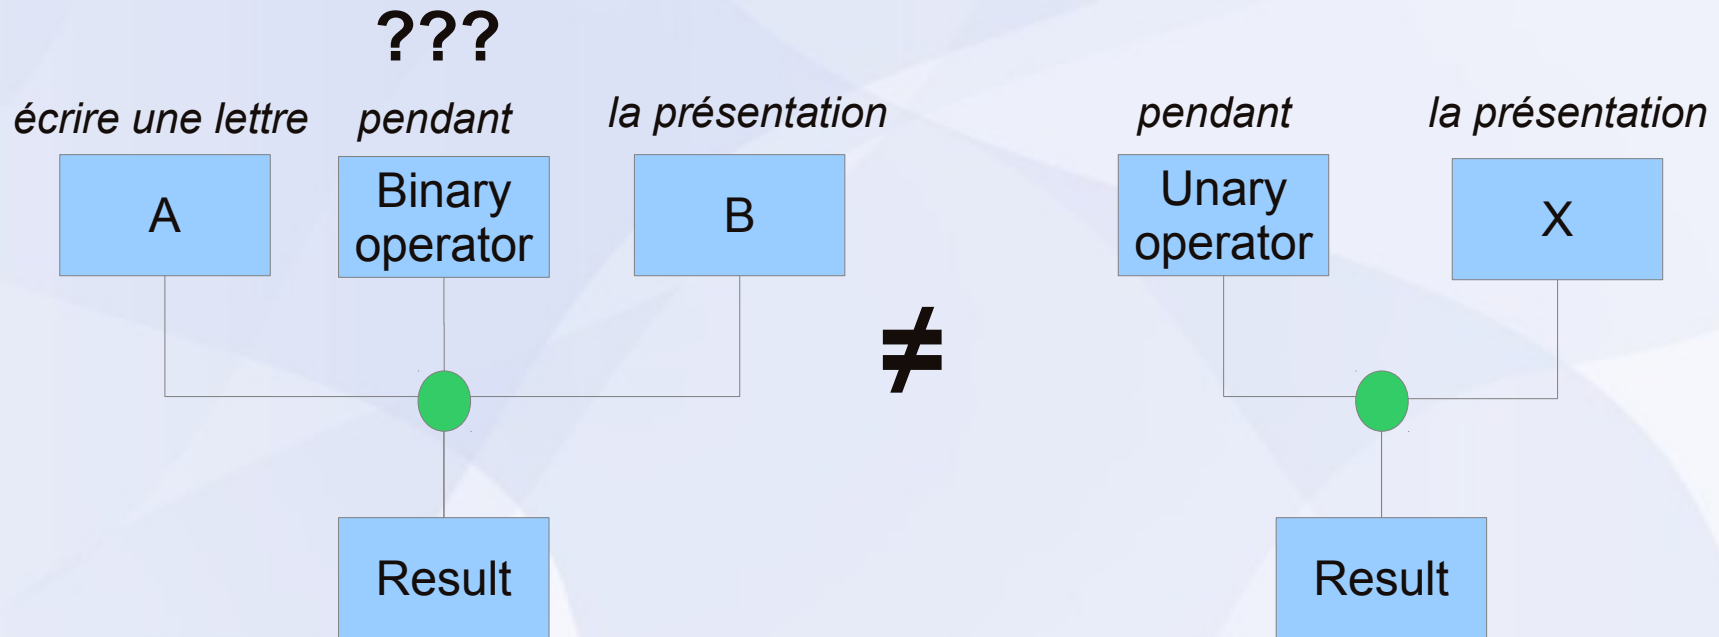 ???
écrire une lettre
pendant
la présentation
A
Binary
operator
B
Result
≠
pendant
la présentation
Unary
operator
X
Result